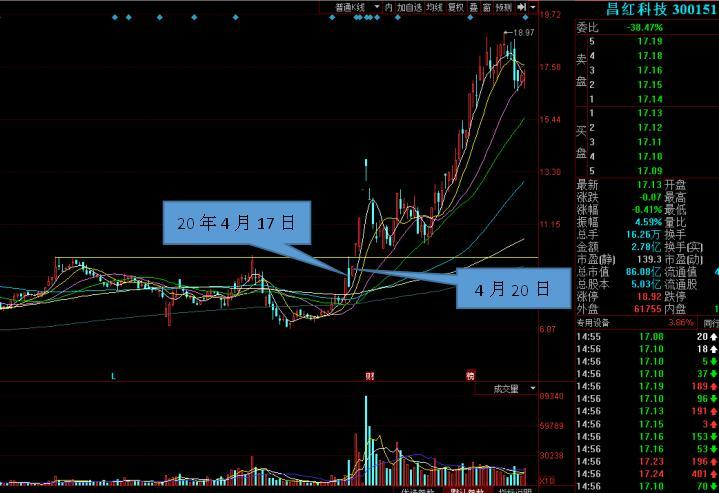 普通K线 内 加自选 均线 复权 叠 窗 预测
昌红科技 300151
19.72
18.97
17.58
15.44
13.30
11.15
6.87
20年4月17日
4月20日
L
财
榜
成交量
89340
59789
30238
X10
委比 -38.47%
卖盘
5 17.19
4 17.18
3 17.16
2 17.15
1 17.14
买盘
1 17.13
2 17.12
3 17.11
4 17.10
5 17.09
最新 17.13 开盘
涨跌 -0.07 最高
涨幅 -0.41% 最低
振幅 4.59% 量比
总手 16.26万 换手
金额 2.78亿 换手(实)
市盈(静) 139.3 市盈(动)
总市值 86.08亿 流通值 4
总股本 5.03亿 流通股
涨停 18.92 跌停
外盘 61755 内盘 1
专用设备 3.86% 同行
14:55 17.08 20
14:56 17.10 18
14:56 17.10 5
14:56 17.10 37
14:56 17.19 189
14:56 17.10 96
14:56 17.13 191
14:56 17.15 3
14:56 17.16 153
14:56 17.16 53
14:56 17.23 196
14:56 17.24 401
14:56 17.10 70